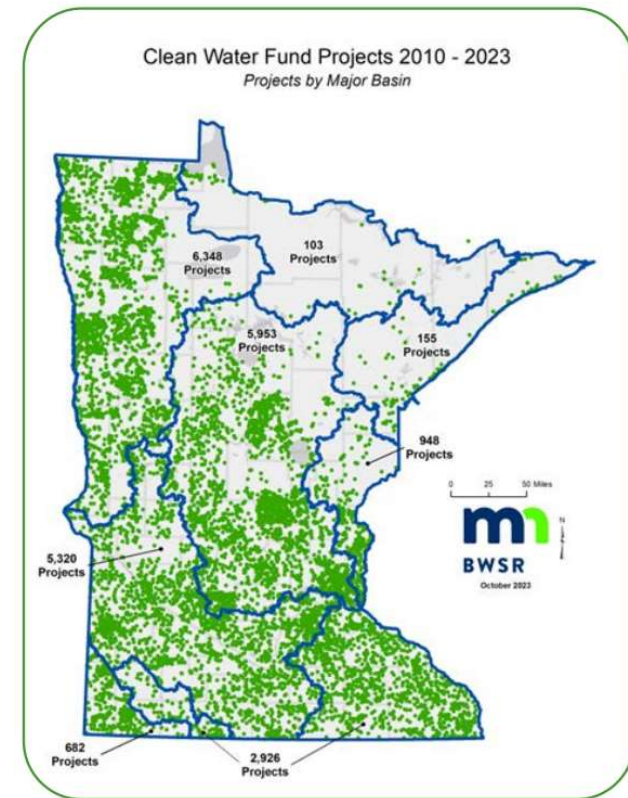 Clean Water Fund Projects 2010 - 2023
Projects by Major Basin
103
Projects
6,348
Projects
5,953
Projects
155
Projects
948
Projects
0 25 50 Miles
N
BWSR
October 2023
5,320
Projects
682
Projects
2,926
Projects